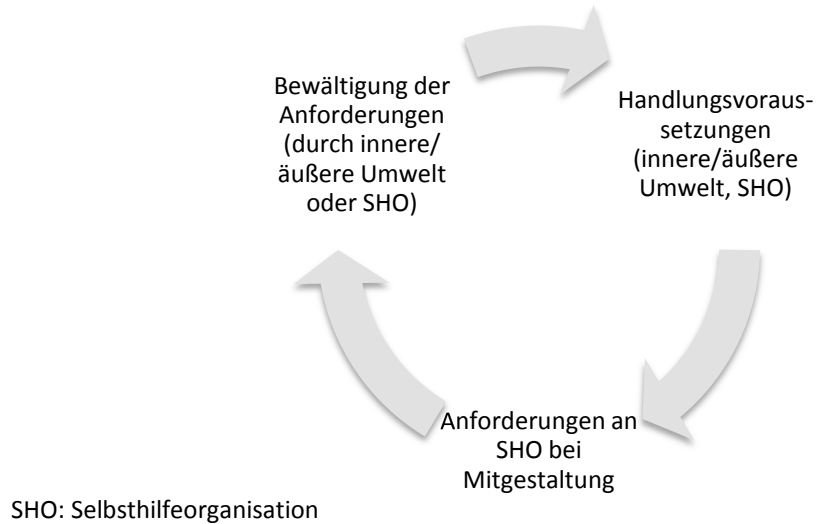 Bewältigung der
Anforderungen
(durch innere/
äußere Umwelt
oder SHO)
Handlungsvoraus-
setzungen
(innere/äußere
Umwelt, SHO)
Anforderungen an
SHO bei
Mitgestaltung
SHO: Selbsthilfeorganisation